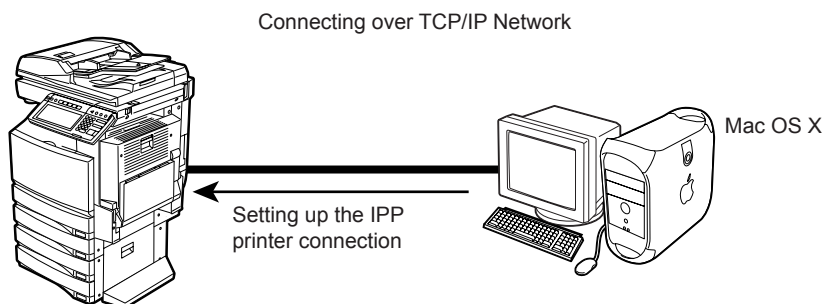 Connecting over TCP/IP Network
Mac OS X
Setting up the IPP
printer connection